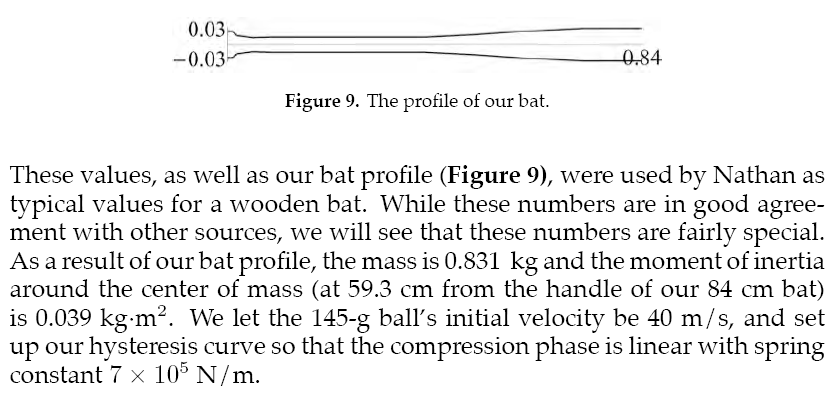 0.03
−0.03
0.84
Figure 9. The profile of our bat.
These values, as well as our bat profile (Figure 9), were used by Nathan as
typical values for a wooden bat. While these numbers are in good agree-
ment with other sources, we will see that these numbers are fairly special.
As a result of our bat profile, the mass is 0.831 kg and the moment of inertia
around the center of mass (at 59.3 cm from the handle of our 84 cm bat)
is 0.039 kg·m². We let the 145-g ball's initial velocity be 40 m/s, and set
up our hysteresis curve so that the compression phase is linear with spring
constant 7 × 10⁵ N/m.